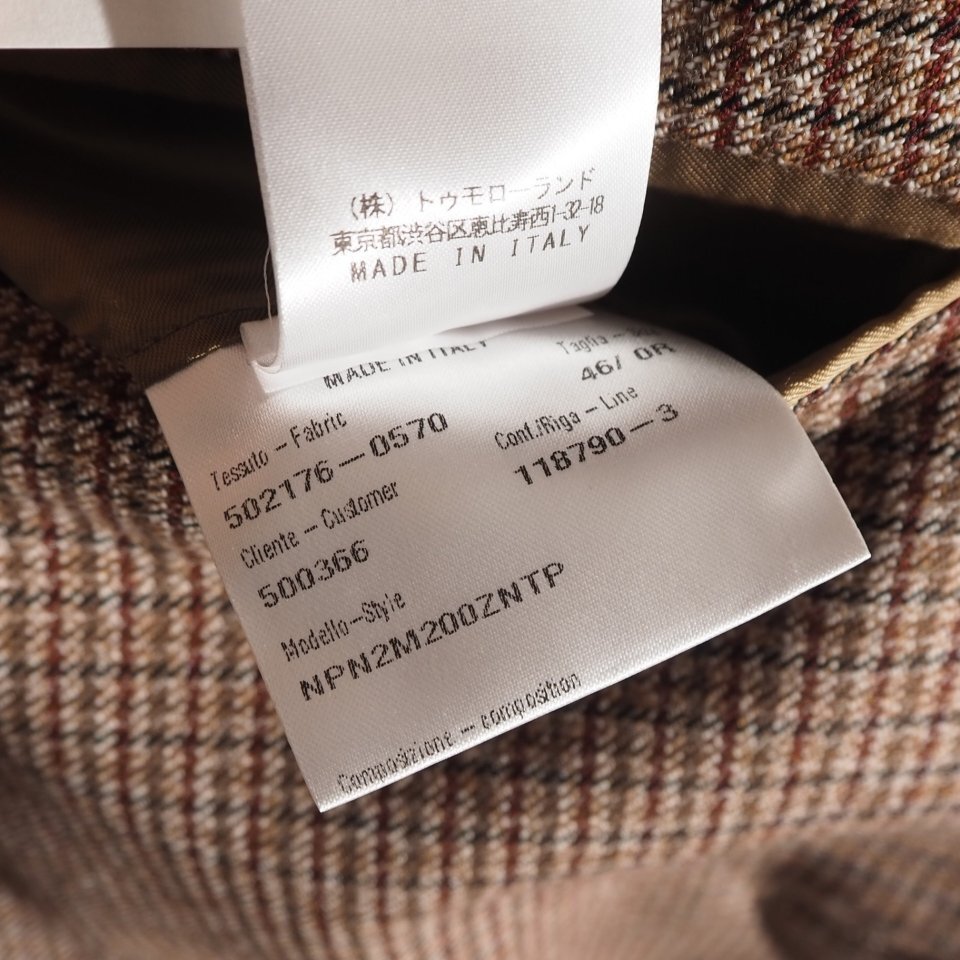 (株)トゥモローランド
東京都渋谷区恵比寿西1-32-18
MADE IN ITALY
MADE IN ITALY
Tessuto-Fabric
502176-0570
Cliente-Customer
500366
Modello-Style
NPN2M200ZNTP
Composizione-composition
Taglia-
46/ 0R
Conf./Riga-Line
118790-3